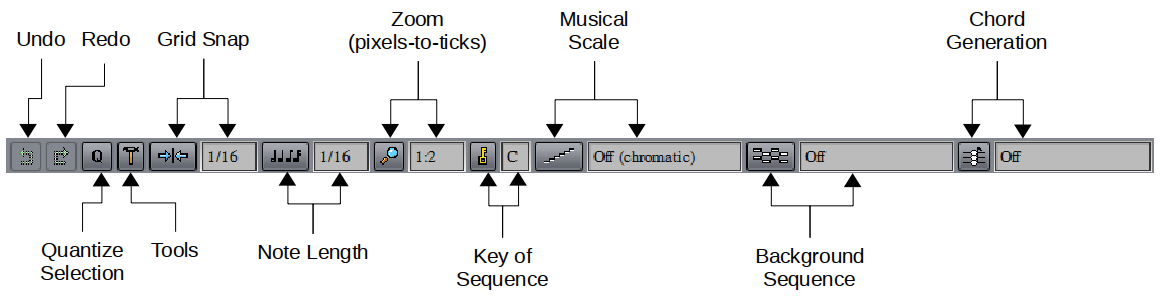 Undo Redo Grid Snap
Zoom
(pixels-to-ticks)
Musical
Scale
Chord
Generation
Q 1/16 1/16 1:2 C Off (chromatic) Off Off
Quantize
Selection
Tools
Note Length
Key of
Sequence
Background
Sequence